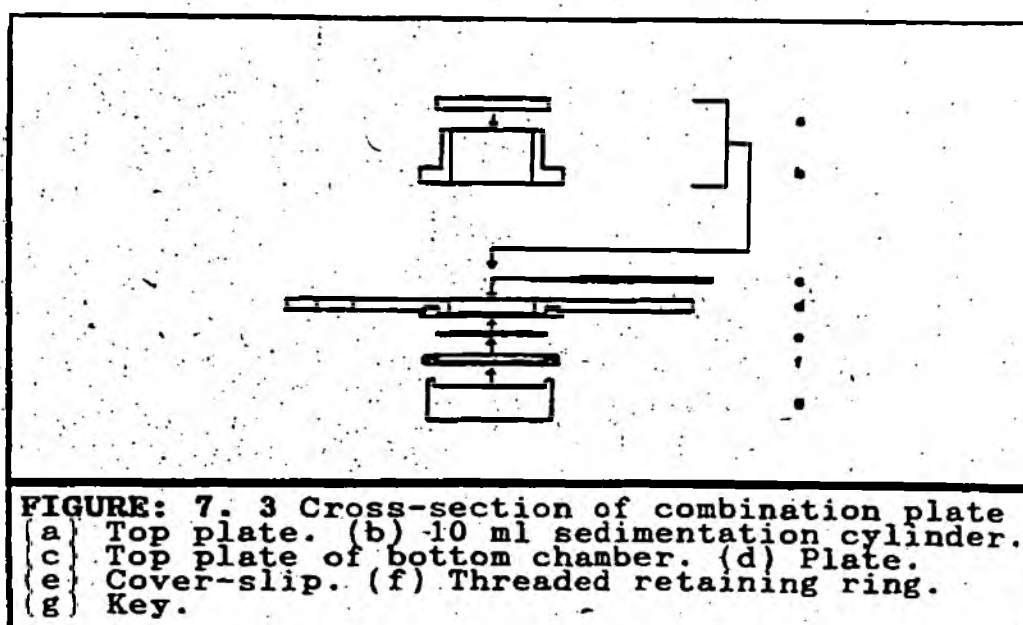 a
b
c
d
e
f
g
FIGURE: 7. 3 Cross-section of combination plate
(a) Top plate. (b) 10 ml sedimentation cylinder.
(c) Top plate of bottom chamber. (d) Plate.
(e) Cover-slip. (f) Threaded retaining ring.
(g) Key.